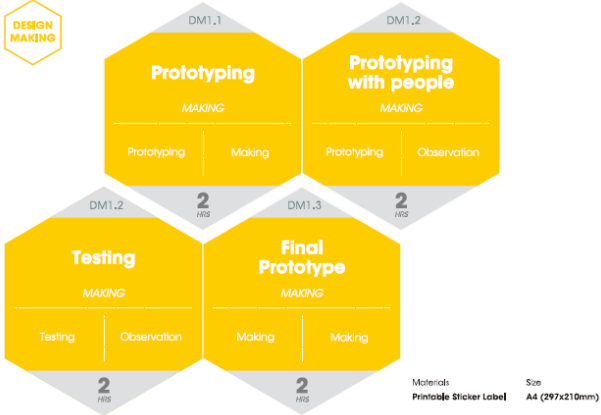 DESIGN
MAKING
DM1.1
Prototyping
MAKING
Prototyping
Making
2
HRS
DM1.2
Prototyping
with people
MAKING
Prototyping
Observation
2
HRS
DM1.2
Testing
MAKING
Testing
Observation
2
HRS
DM1.3
Final
Prototype
MAKING
Making
Making
2
HRS
Materials
Printable Sticker Label
Size
A4 (297x210mm)